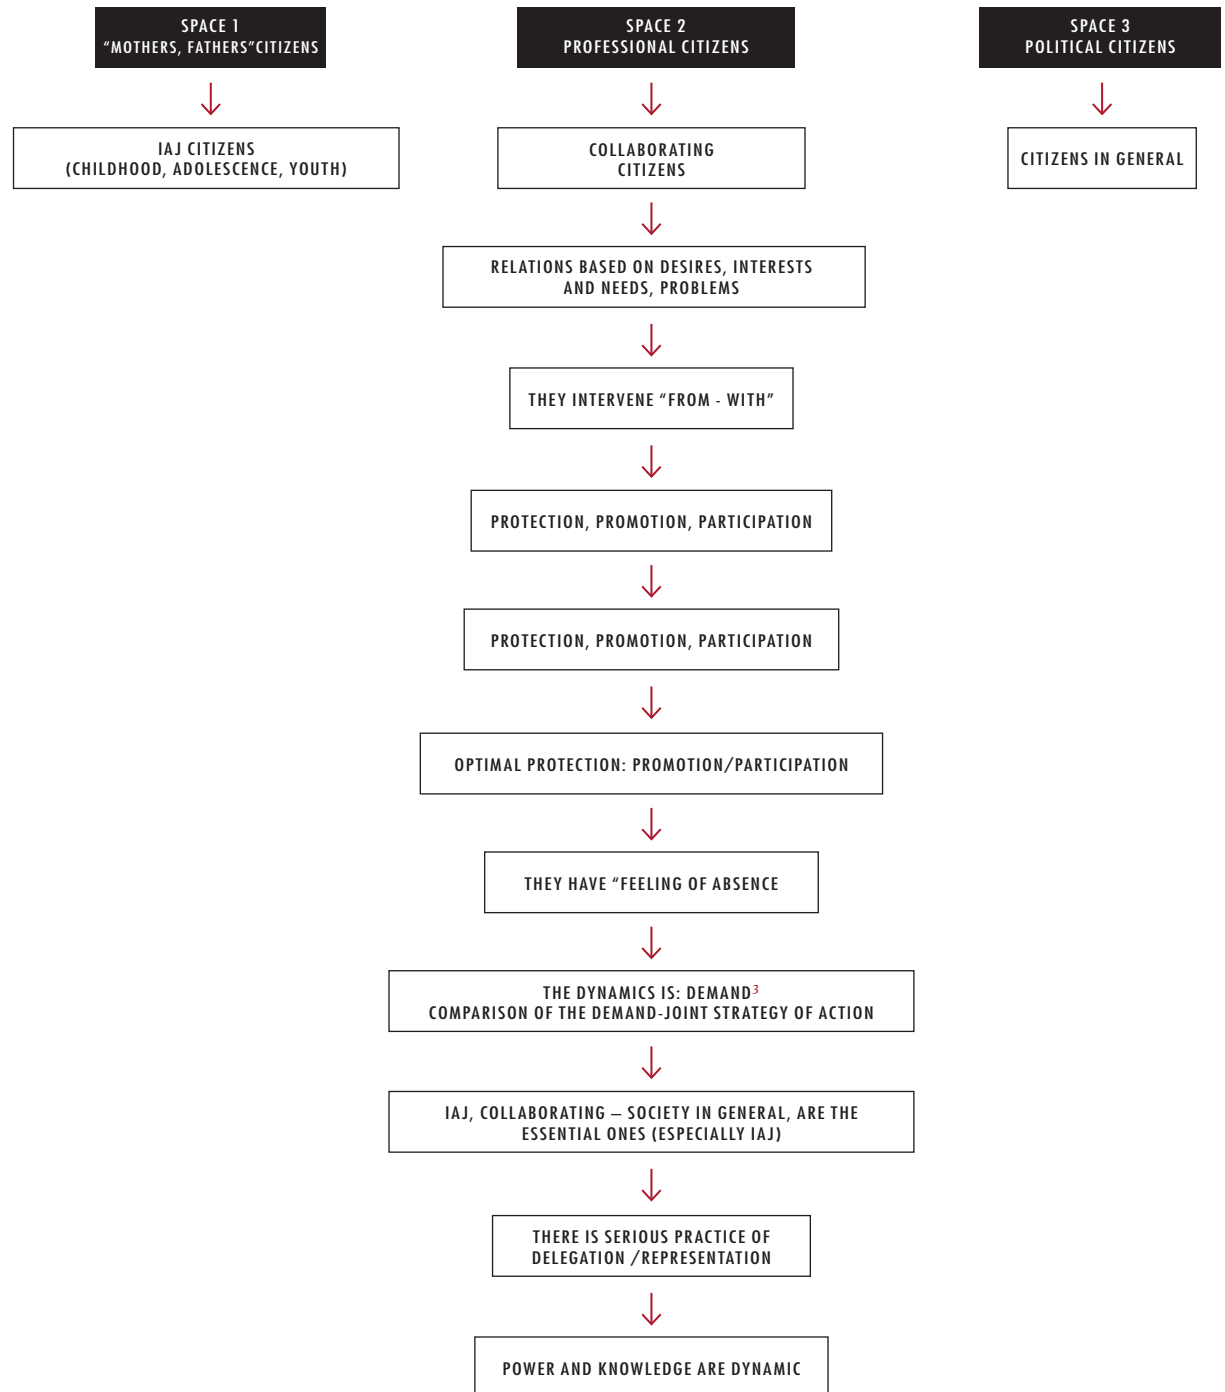 SPACE 1
“MOTHERS, FATHERS”CITIZENS
SPACE 2
PROFESSIONAL CITIZENS
SPACE 3
POLITICAL CITIZENS
IAJ CITIZENS
(CHILDHOOD, ADOLESCENCE, YOUTH)
COLLABORATING
CITIZENS
CITIZENS IN GENERAL
RELATIONS BASED ON DESIRES, INTERESTS
AND NEEDS, PROBLEMS
THEY INTERVENE “FROM - WITH”
PROTECTION, PROMOTION, PARTICIPATION
PROTECTION, PROMOTION, PARTICIPATION
OPTIMAL PROTECTION: PROMOTION/PARTICIPATION
THEY HAVE “FEELING OF ABSENCE
THE DYNAMICS IS: DEMAND³
COMPARISON OF THE DEMAND-JOINT STRATEGY OF ACTION
IAJ, COLLABORATING – SOCIETY IN GENERAL, ARE THE
ESSENTIAL ONES (ESPECIALLY IAJ)
THERE IS SERIOUS PRACTICE OF
DELEGATION /REPRESENTATION
POWER AND KNOWLEDGE ARE DYNAMIC